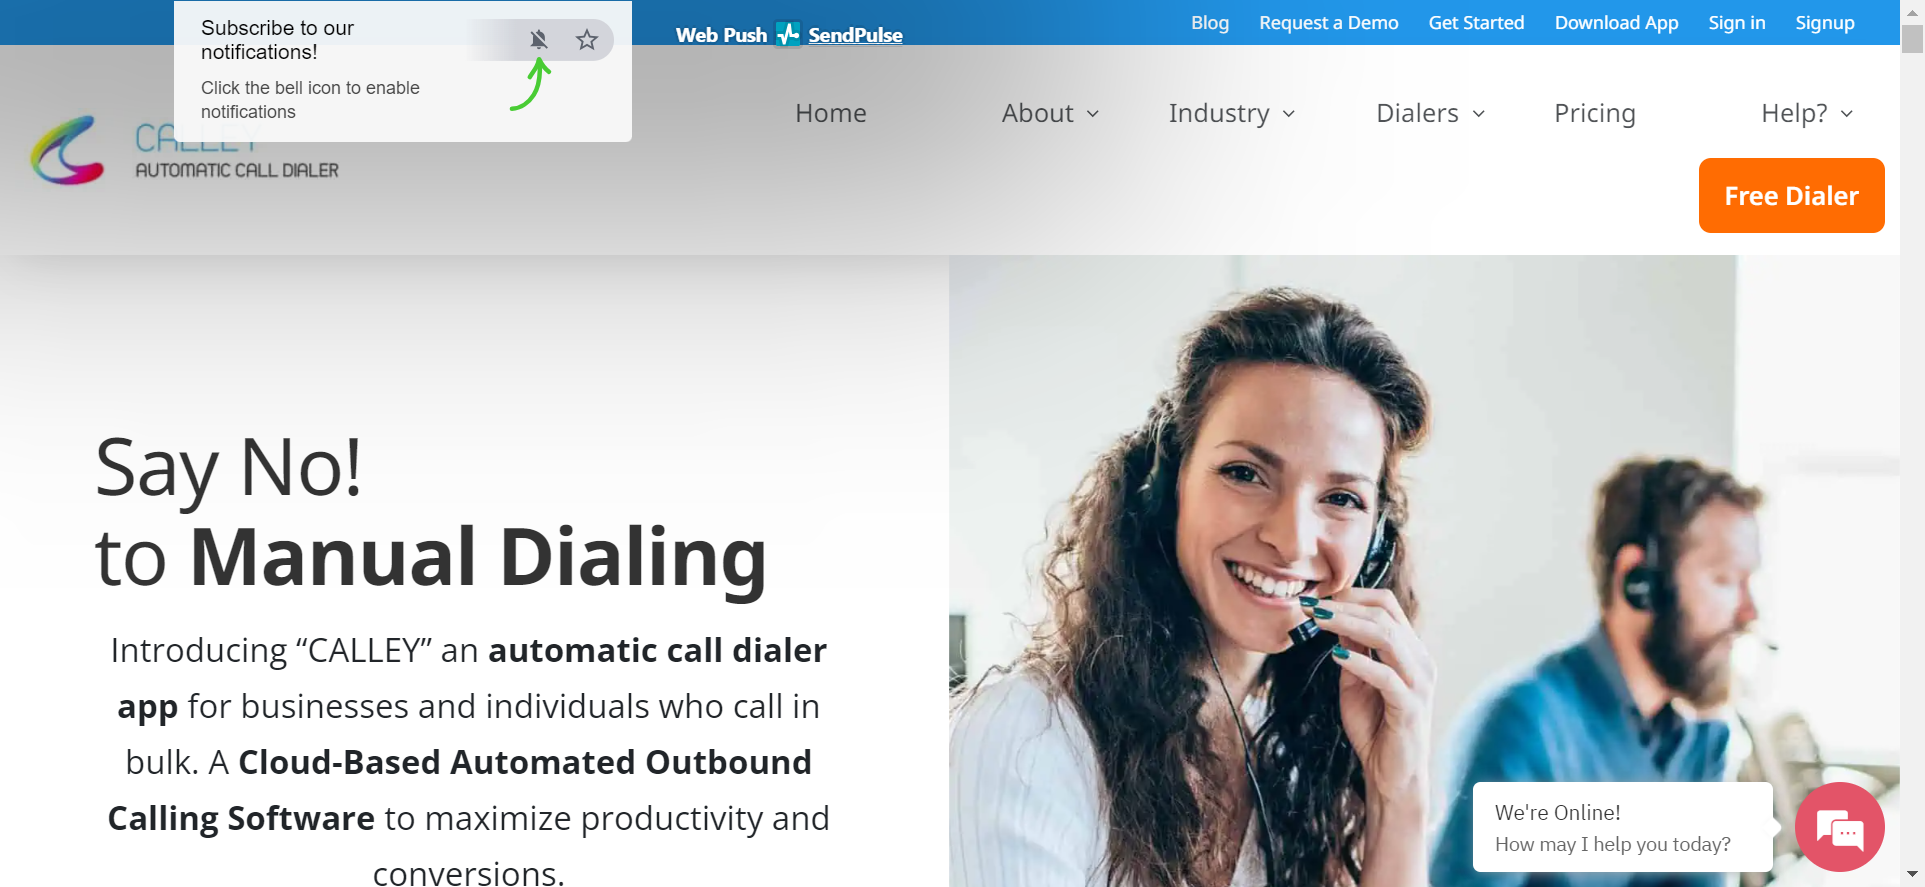 Subscribe to our
notifications!
Click the bell icon to enable
notifications
Web Push SendPulse
Blog Request a Demo Get Started Download App Sign in Signup
CALLEY
AUTOMATIC CALL DIALER
Home About Industry Dialers Pricing Help?
Free Dialer
Say No!
to Manual Dialing
Introducing “CALLEY” an automatic call dialer
app for businesses and individuals who call in
bulk. A Cloud-Based Automated Outbound
Calling Software to maximize productivity and
conversions.
We're Online!
How may I help you today?